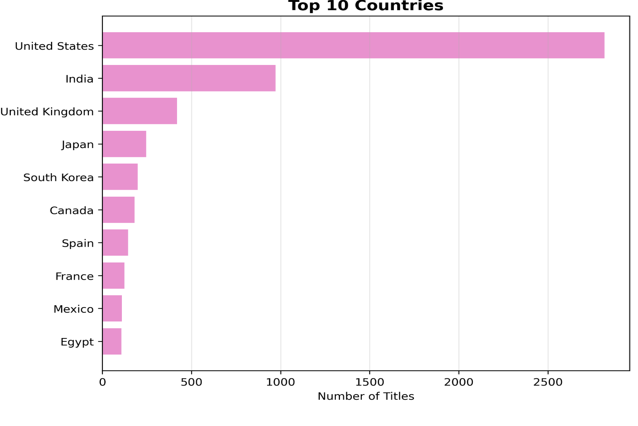 Top 10 Countries
United States
India
United Kingdom
Japan
South Korea
Canada
Spain
France
Mexico
Egypt
0 500 1000 1500 2000 2500
Number of Titles